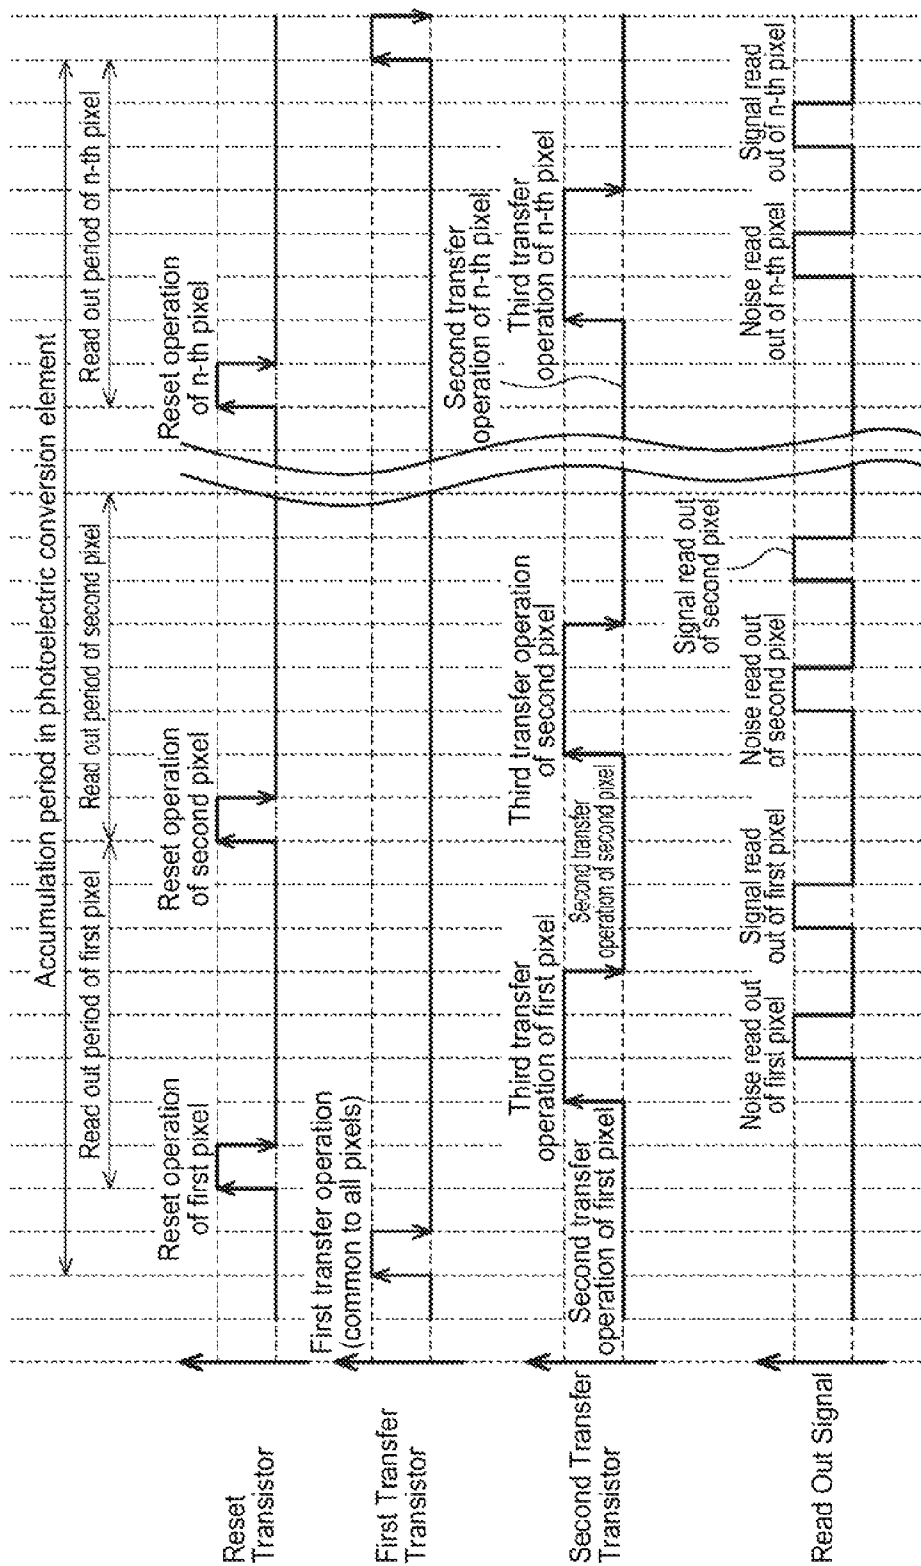 Accumulation period in photoelectric conversion element
Read out period of first pixel
Read out period of second pixel
Read out period of n-th pixel
Reset
Transistor
Reset operation
of first pixel
Reset operation
of second pixel
Reset operation
of n-th pixel
First Transfer
Transistor
First transfer operation
(common to all pixels)
Second Transfer
Transistor
Second transfer
operation of first pixel
Third transfer
operation of first pixel
Second transfer
operation of second pixel
Third transfer operation
of second pixel
Second transfer
operation of n-th pixel
Third transfer
operation of n-th pixel
Read Out Signal
Noise read out
of first pixel
Signal read
out of first pixel
Noise read out
of second pixel
Signal read out
of second pixel
Noise read
out of n-th pixel
Signal read
out of n-th pixel